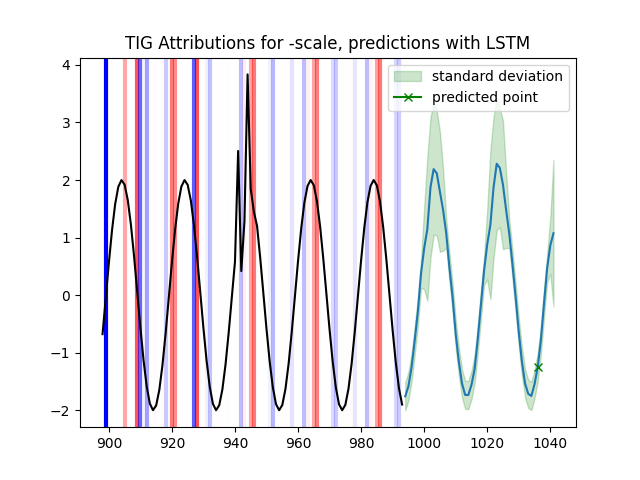 TIG Attributions for -scale, predictions with LSTM
standard deviation
predicted point
4
3
2
1
0
−1
−2
900 920 940 960 980 1000 1020 1040